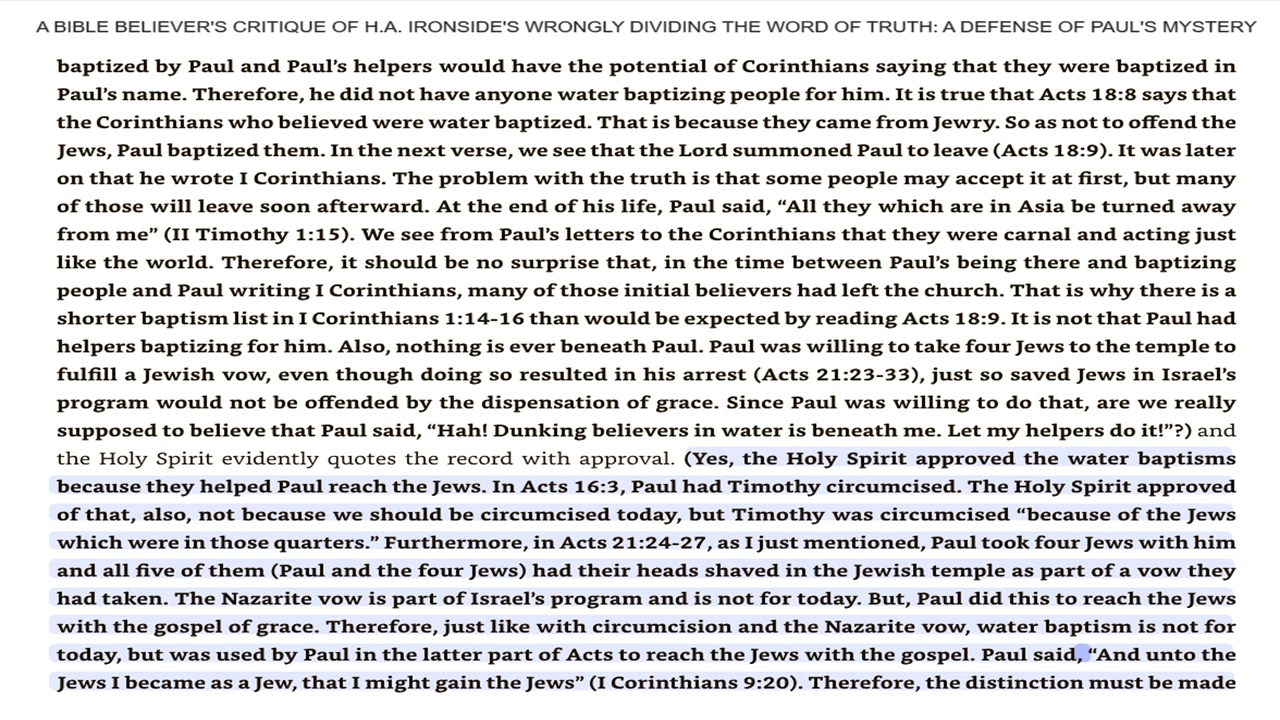 A BIBLE BELIEVER'S CRITIQUE OF H.A. IRONSIDE'S WRONGLY DIVIDING THE WORD OF TRUTH: A DEFENSE OF PAUL'S MYSTERY
baptized by Paul and Paul’s helpers would have the potential of Corinthians saying that they were baptized in
Paul’s name. Therefore, he did not have anyone water baptizing people for him. It is true that Acts 18:8 says that
the Corinthians who believed were water baptized. That is because they came from Jewry. So as not to offend the
Jews, Paul baptized them. In the next verse, we see that the Lord summoned Paul to leave (Acts 18:9). It was later
on that he wrote I Corinthians. The problem with the truth is that some people may accept it at first, but many
of those will leave soon afterward. At the end of his life, Paul said, “All they which are in Asia be turned away
from me” (II Timothy 1:15). We see from Paul’s letters to the Corinthians that they were carnal and acting just
like the world. Therefore, it should be no surprise that, in the time between Paul’s being there and baptizing
people and Paul writing I Corinthians, many of those initial believers had left the church. That is why there is a
shorter baptism list in I Corinthians 1:14-16 than would be expected by reading Acts 18:9. It is not that Paul had
helpers baptizing for him. Also, nothing is ever beneath Paul. Paul was willing to take four Jews to the temple to
fulfill a Jewish vow, even though doing so resulted in his arrest (Acts 21:23-33), just so saved Jews in Israel’s
program would not be offended by the dispensation of grace. Since Paul was willing to do that, are we really
supposed to believe that Paul said, “Hah! Dunking believers in water is beneath me. Let my helpers do it!”?) and
the Holy Spirit evidently quotes the record with approval. (Yes, the Holy Spirit approved the water baptisms
because they helped Paul reach the Jews. In Acts 16:3, Paul had Timothy circumcised. The Holy Spirit approved
of that, also, not because we should be circumcised today, but Timothy was circumcised “because of the Jews
which were in those quarters.” Furthermore, in Acts 21:24-27, as I just mentioned, Paul took four Jews with him
and all five of them (Paul and the four Jews) had their heads shaved in the Jewish temple as part of a vow they
had taken. The Nazarite vow is part of Israel’s program and is not for today. But, Paul did this to reach the Jews
with the gospel of grace. Therefore, just like with circumcision and the Nazarite vow, water baptism is not for
today, but was used by Paul in the latter part of Acts to reach the Jews with the gospel. Paul said, “And unto the
Jews I became as a Jew, that I might gain the Jews” (I Corinthians 9:20). Therefore, the distinction must be made